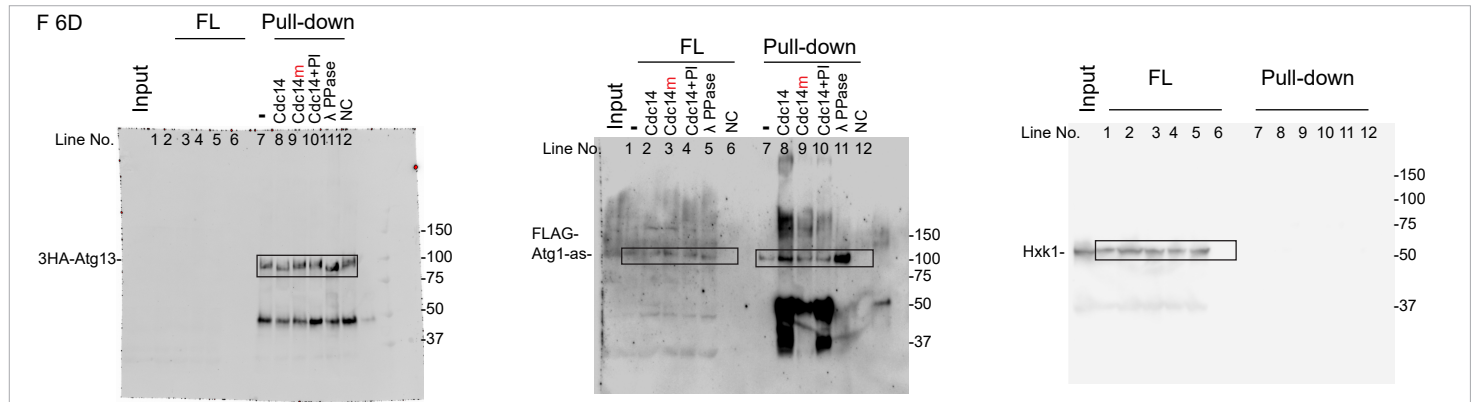 F 6D
FL Pull-down
Input
-
Cdc14
Cdc14m
Cdc14+PI
λ PPase
NC
Line No. 1 2 3 4 5 6 7 8 9 10 11 12
3HA-Atg13-
-150
-100
-75
-50
-37
FL Pull-down
Input
-
Cdc14
Cdc14m
Cdc14+PI
λ PPase
NC
-
Cdc14
Cdc14m
Cdc14+PI
λ PPase
NC
Line No. 1 2 3 4 5 6 7 8 9 10 11 12
FLAG-
Atg1-as-
-150
-100
-75
-50
-37
Input
FL Pull-down
Line No. 1 2 3 4 5 6 7 8 9 10 11 12
Hxk1-
-150
-100
-75
-50
-37